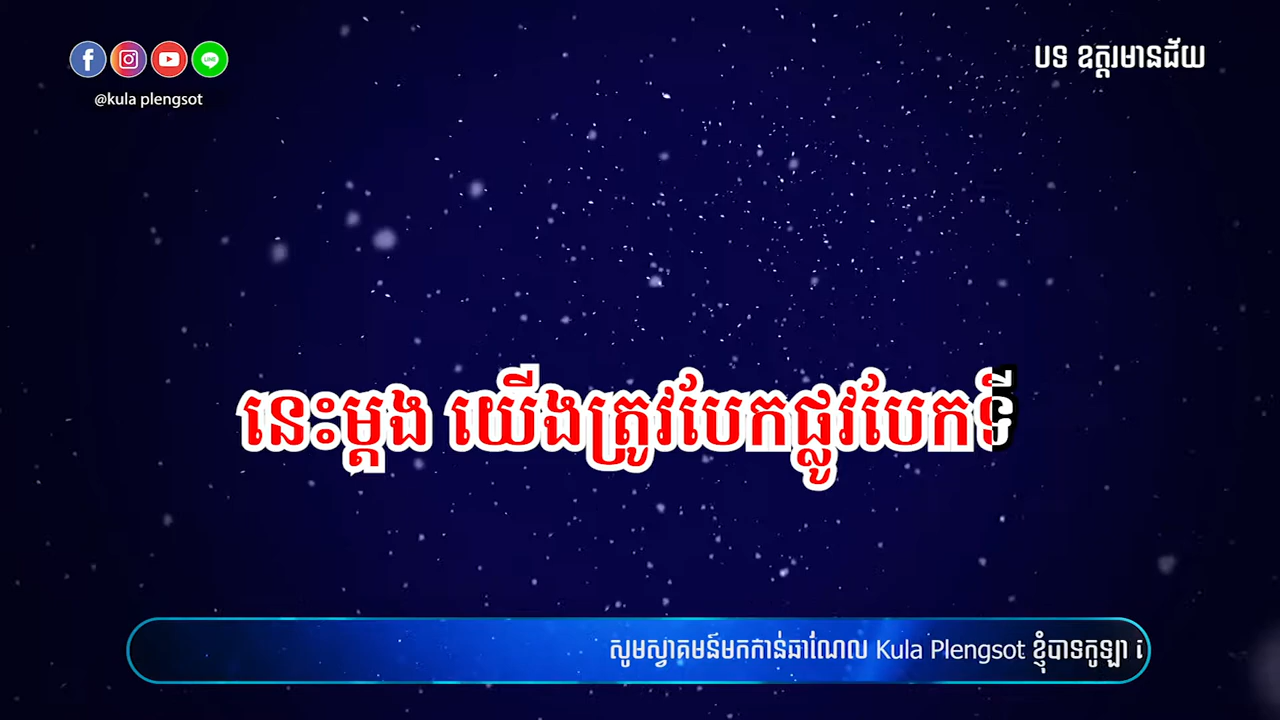 @kula plengsot
បទ ឧត្តរមានជ័យ
នេះម្ដង យើងត្រូវបែកផ្លូវបែកទី
សូមស្វាគមន៍មកកាន់ឆាណែល Kula Plengsot ខ្ញុំបាទកូឡា